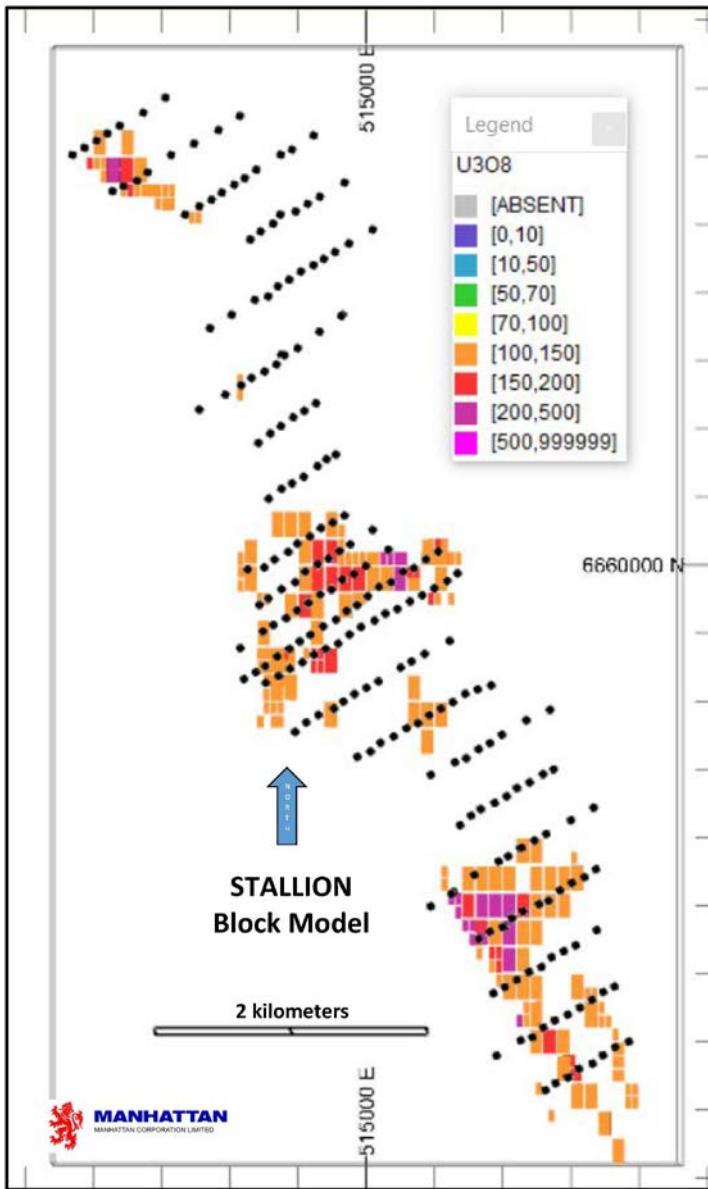 515000 E
Legend
U3O8
[ABSENT]
[0,10]
[10,50]
[50,70]
[70,100]
[100,150]
[150,200]
[200,500]
[500,999999]
6660000 N
NORTH
STALLION
Block Model
2 kilometers
515000 E
MANHATTAN
MANHATTAN CORPORATION LIMITED